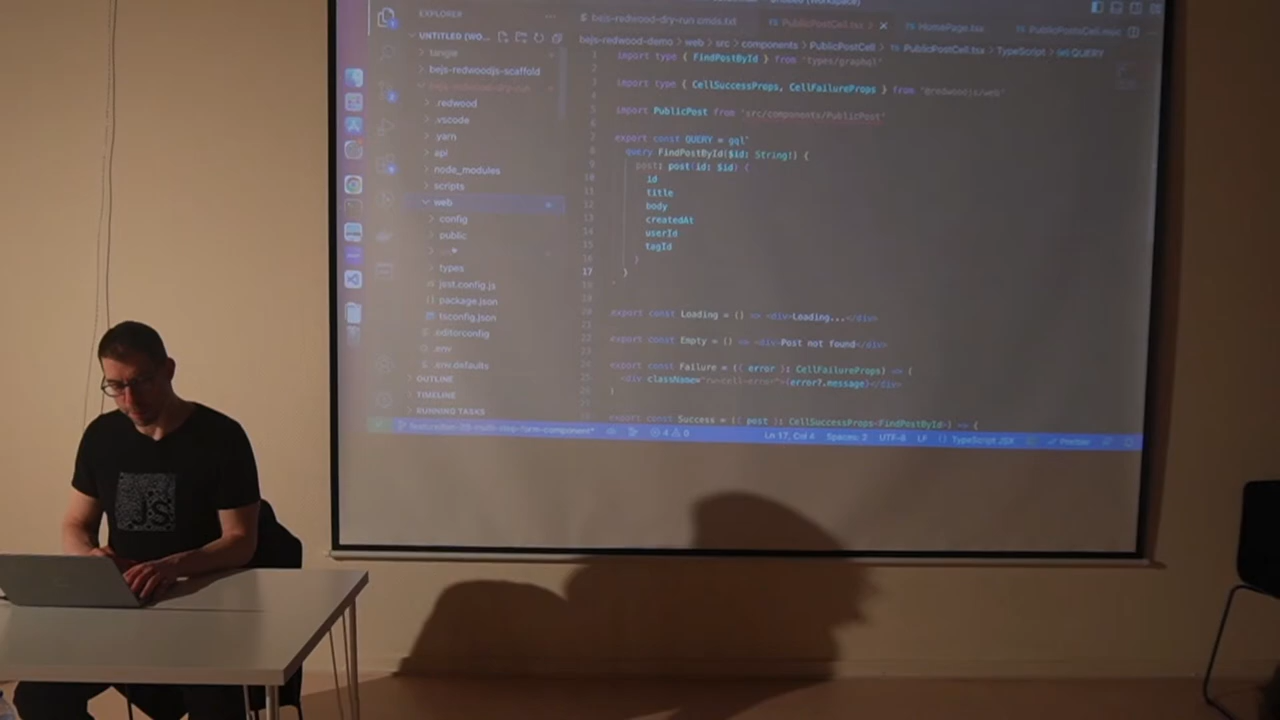 EXPLORER
bejs-redwood-dry-run cmds.txt
PublicPostCell.tsx
HomePage.tsx
UNTITLED (WO...
bejs-redwood-demo > web > src > components > PublicPostCell > PublicPostCell.tsx > TypeScript > QUERY
tangle
bejs-redwoodjs-scaffold
.redwood
.vscode
.yarn
api
node_modules
scripts
web
config
public
types
jest.config.js
package.json
tsconfig.json
.editorconfig
.env
.env.defaults
OUTLINE
TIMELINE
RUNNING TASKS
import type { FindPostById } from 'types/graphql'
import type { CellSuccessProps, CellFailureProps } from '@redwoodjs/web'
import PublicPost from 'src/components/PublicPost'
export const QUERY = gql`
query FindPostById($id: String!) {
post: post(id: $id) {
id
title
body
createdAt
userId
tagId
}
}
`
export const Loading = () => <div>Loading...</div>
export const Empty = () => <div>Post not found</div>
export const Failure = ({ error }: CellFailureProps) => (
<div className="rw-cell-error">{error?.message}</div>
)
export const Success = ({ post }: CellSuccessProps<FindPostById>) => {
Ln 17, Col 4 Spaces: 2 UTF-8 LF {} TypeScript JSX Prettier
JS